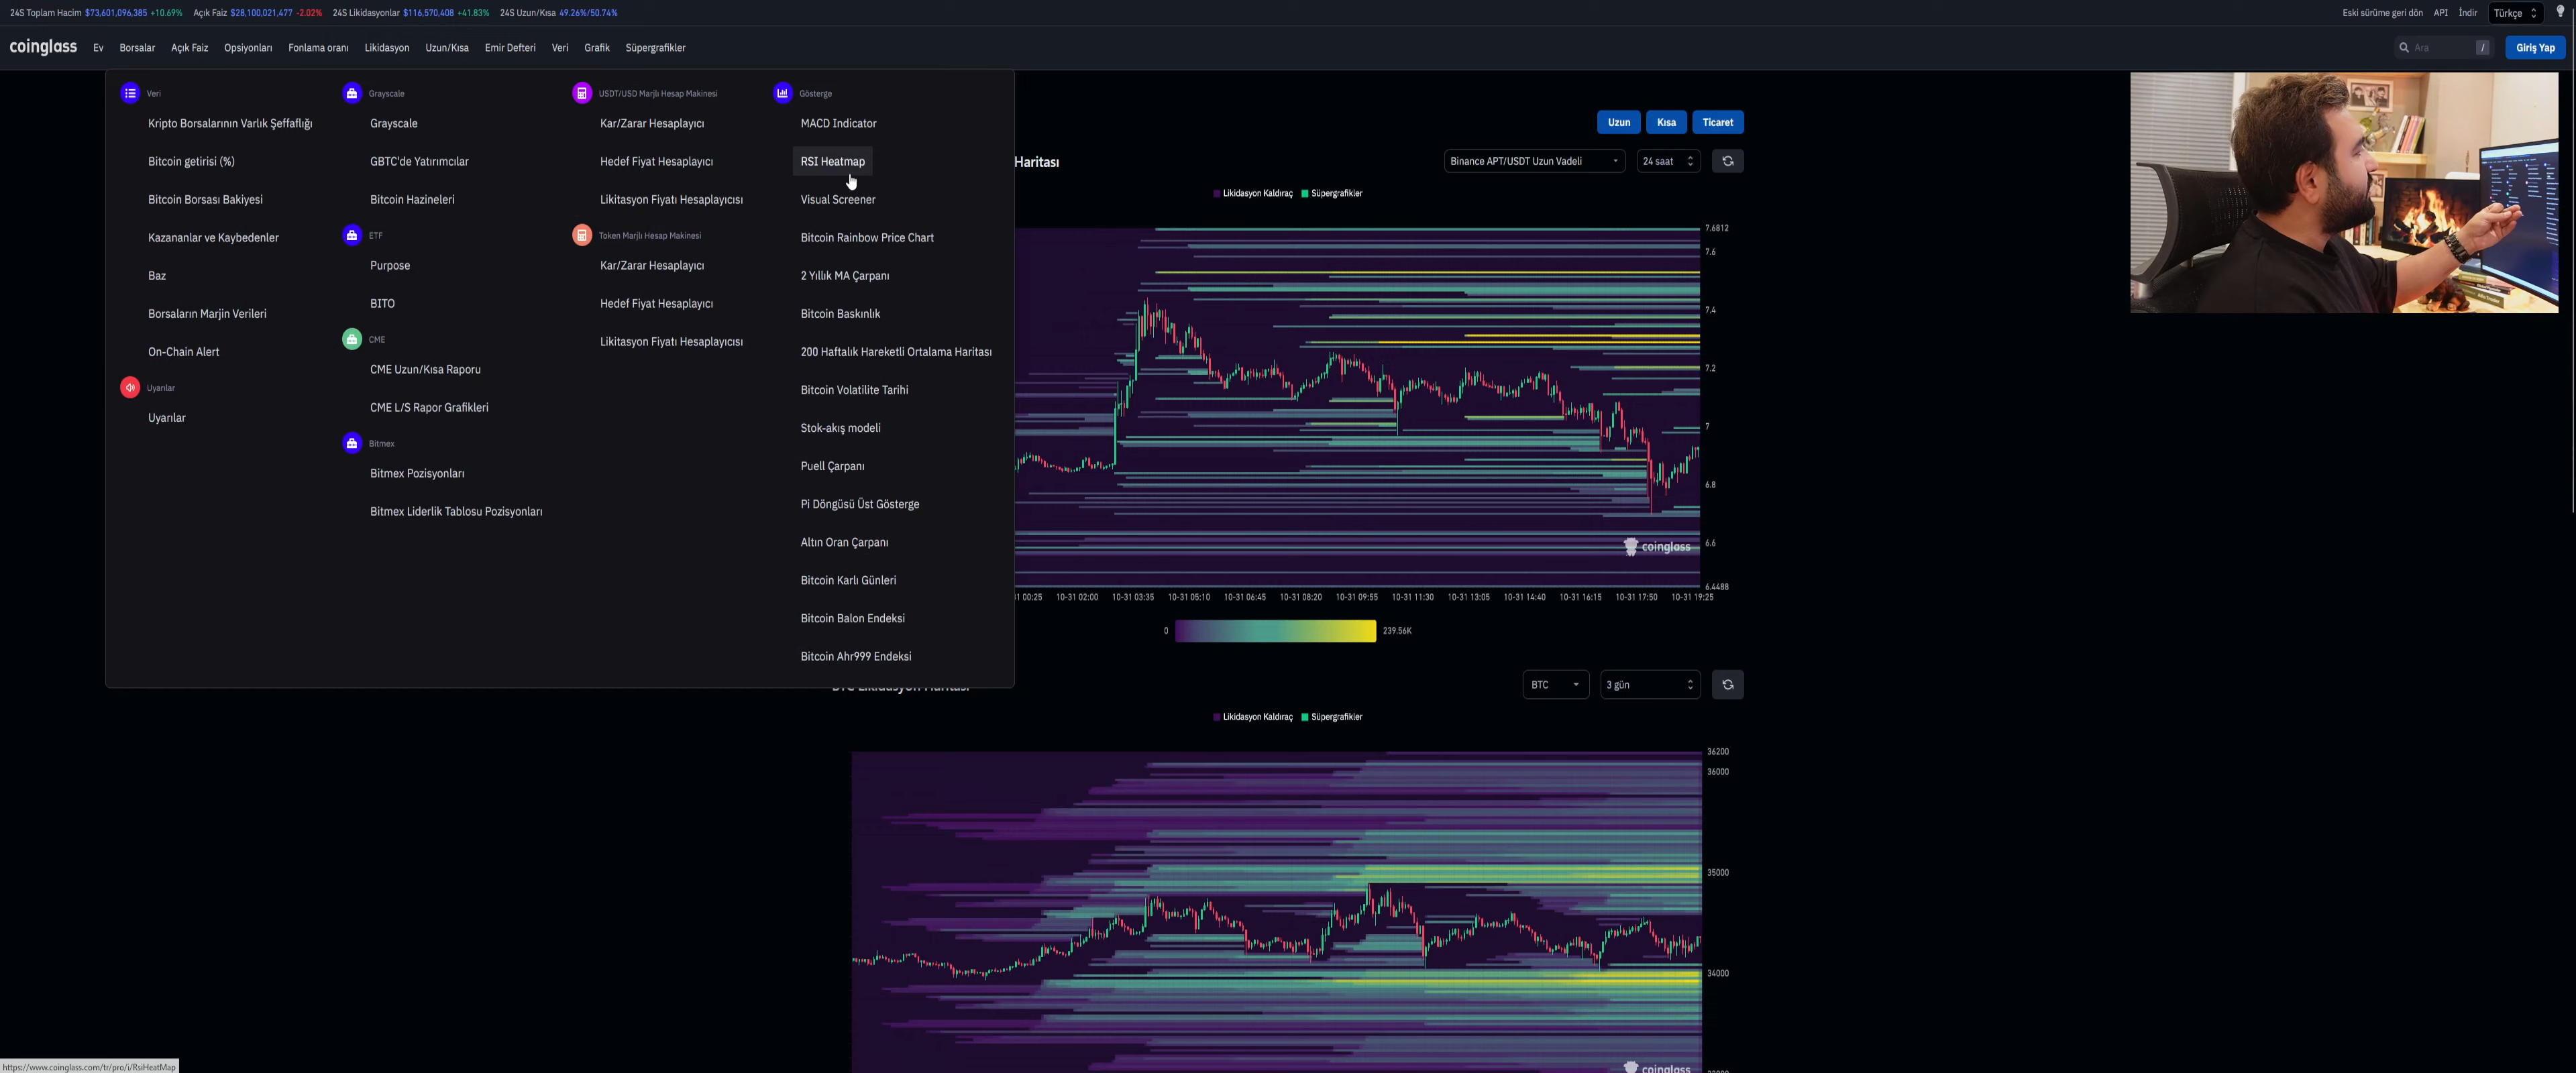 24S Toplam Hacim $73,601,096,385 +10.69% Açık Faiz $28,100,021,477 -2.02% 24S Likidasyonlar $116,570,408 +41.83% 24S Uzun/Kısa 49.26%/50.74%
Eski sürüme geri dön API İndir Türkçe
coinglass Ev Borsalar Açık Faiz Opsiyonları Fonlama oranı Likidasyon Uzun/Kısa Emir Defteri Veri Grafik Süpergrafikler
Ara / Giriş Yap
Veri
Kripto Borsalarının Varlık Şeffaflığı
Bitcoin getirisi (%)
Bitcoin Borsası Bakiyesi
Kazananlar ve Kaybedenler
Baz
Borsaların Marjin Verileri
On-Chain Alert
Uyarılar
Uyarılar
Grayscale
Grayscale
GBTC'de Yatırımcılar
Bitcoin Hazineleri
ETF
Purpose
BITO
CME
CME Uzun/Kısa Raporu
CME L/S Rapor Grafikleri
Bitmex
Bitmex Pozisyonları
Bitmex Liderlik Tablosu Pozisyonları
USDT/USD Marjlı Hesap Makinesi
Kar/Zarar Hesaplayıcı
Hedef Fiyat Hesaplayıcı
Likitasyon Fiyatı Hesaplayıcısı
Token Marjlı Hesap Makinesi
Kar/Zarar Hesaplayıcı
Hedef Fiyat Hesaplayıcı
Likitasyon Fiyatı Hesaplayıcısı
Gösterge
MACD Indicator
RSI Heatmap
Visual Screener
Bitcoin Rainbow Price Chart
2 Yıllık MA Çarpanı
Bitcoin Baskınlık
200 Haftalık Hareketli Ortalama Haritası
Bitcoin Volatilite Tarihi
Stok-akış modeli
Puell Çarpanı
Pi Döngüsü Üst Gösterge
Altın Oran Çarpanı
Bitcoin Karlı Günleri
Bitcoin Balon Endeksi
Bitcoin Ahr999 Endeksi
Uzun Kısa Ticaret
Haritası Binance APT/USDT Uzun Vadeli 24 saat
Likidasyon Kaldıraç Süpergrafikler
7.6812
7.6
7.4
7.2
7
6.8
6.6
6.4488
coinglass
31 00:25 10-31 02:00 10-31 03:35 10-31 05:10 10-31 06:45 10-31 08:20 10-31 09:55 10-31 11:30 10-31 13:05 10-31 14:40 10-31 16:15 10-31 17:50 10-31 19:25
0 239.56K
BTC Likidasyon Haritası BTC 3 gün
Likidasyon Kaldıraç Süpergrafikler
36200
36000
35000
34000
coinglass
https://www.coinglass.com/tr/pro/i/RsiHeatMap